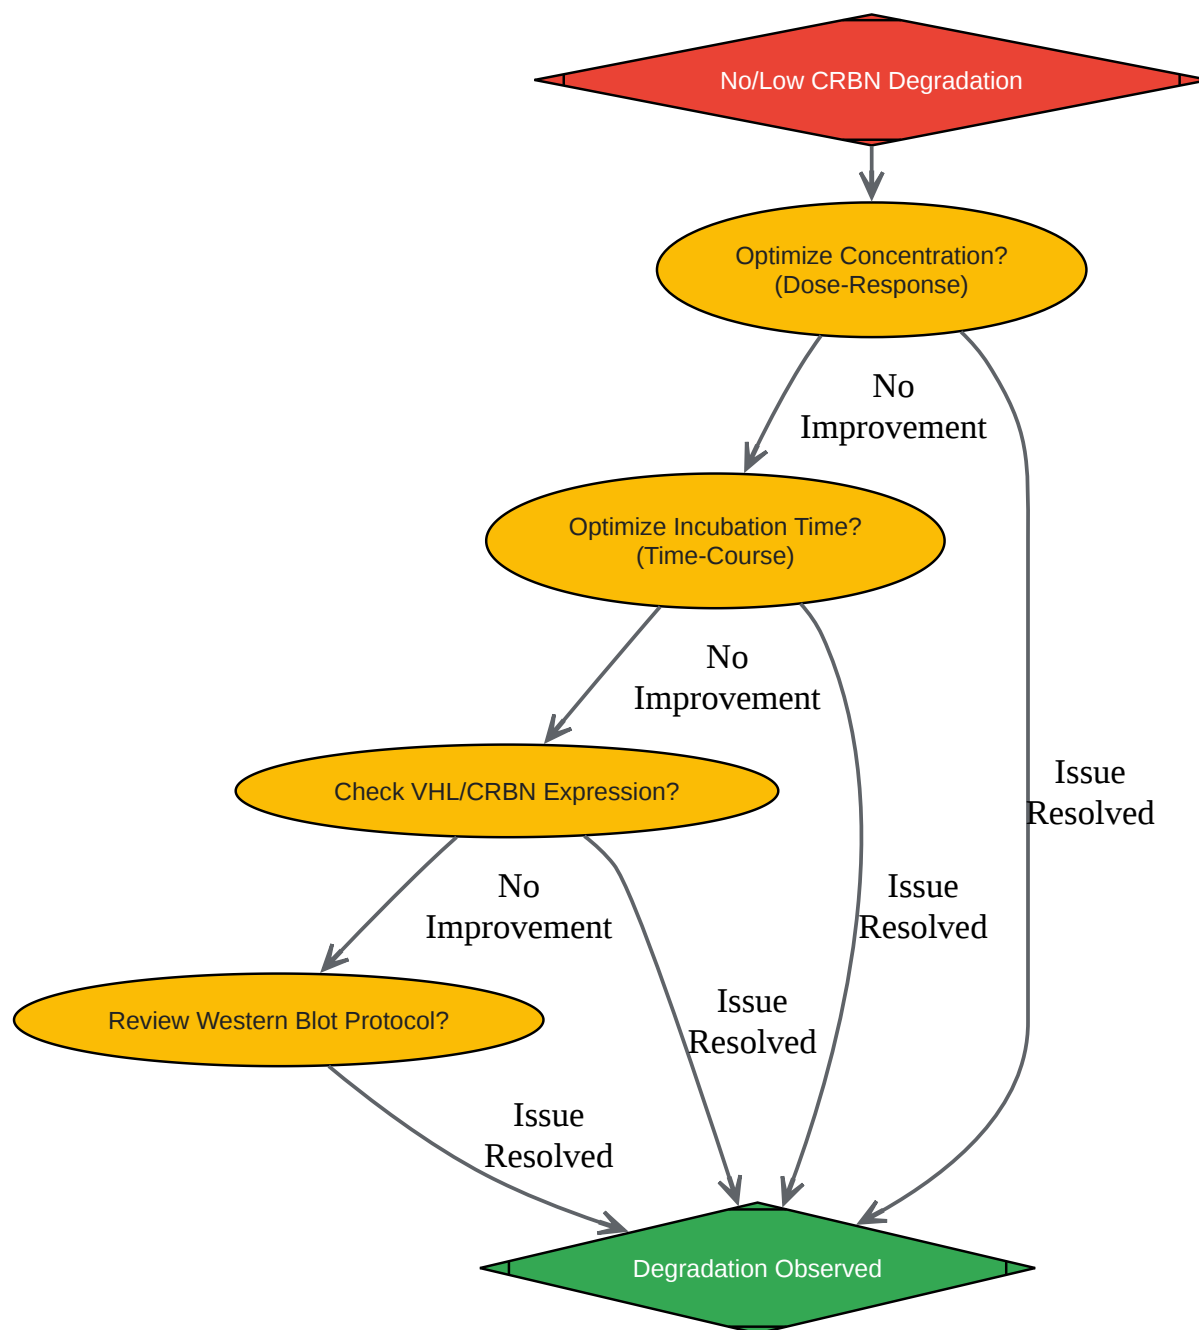 No/Low CRBN Degradation
Optimize Concentration?
(Dose-Response)
No
Improvement
Optimize Incubation Time?
(Time-Course)
No
Improvement
Issue
Resolved
Check VHL/CRBN Expression?
No
Improvement
Issue
Resolved
Issue
Resolved
Review Western Blot Protocol?
Issue
Resolved
Degradation Observed